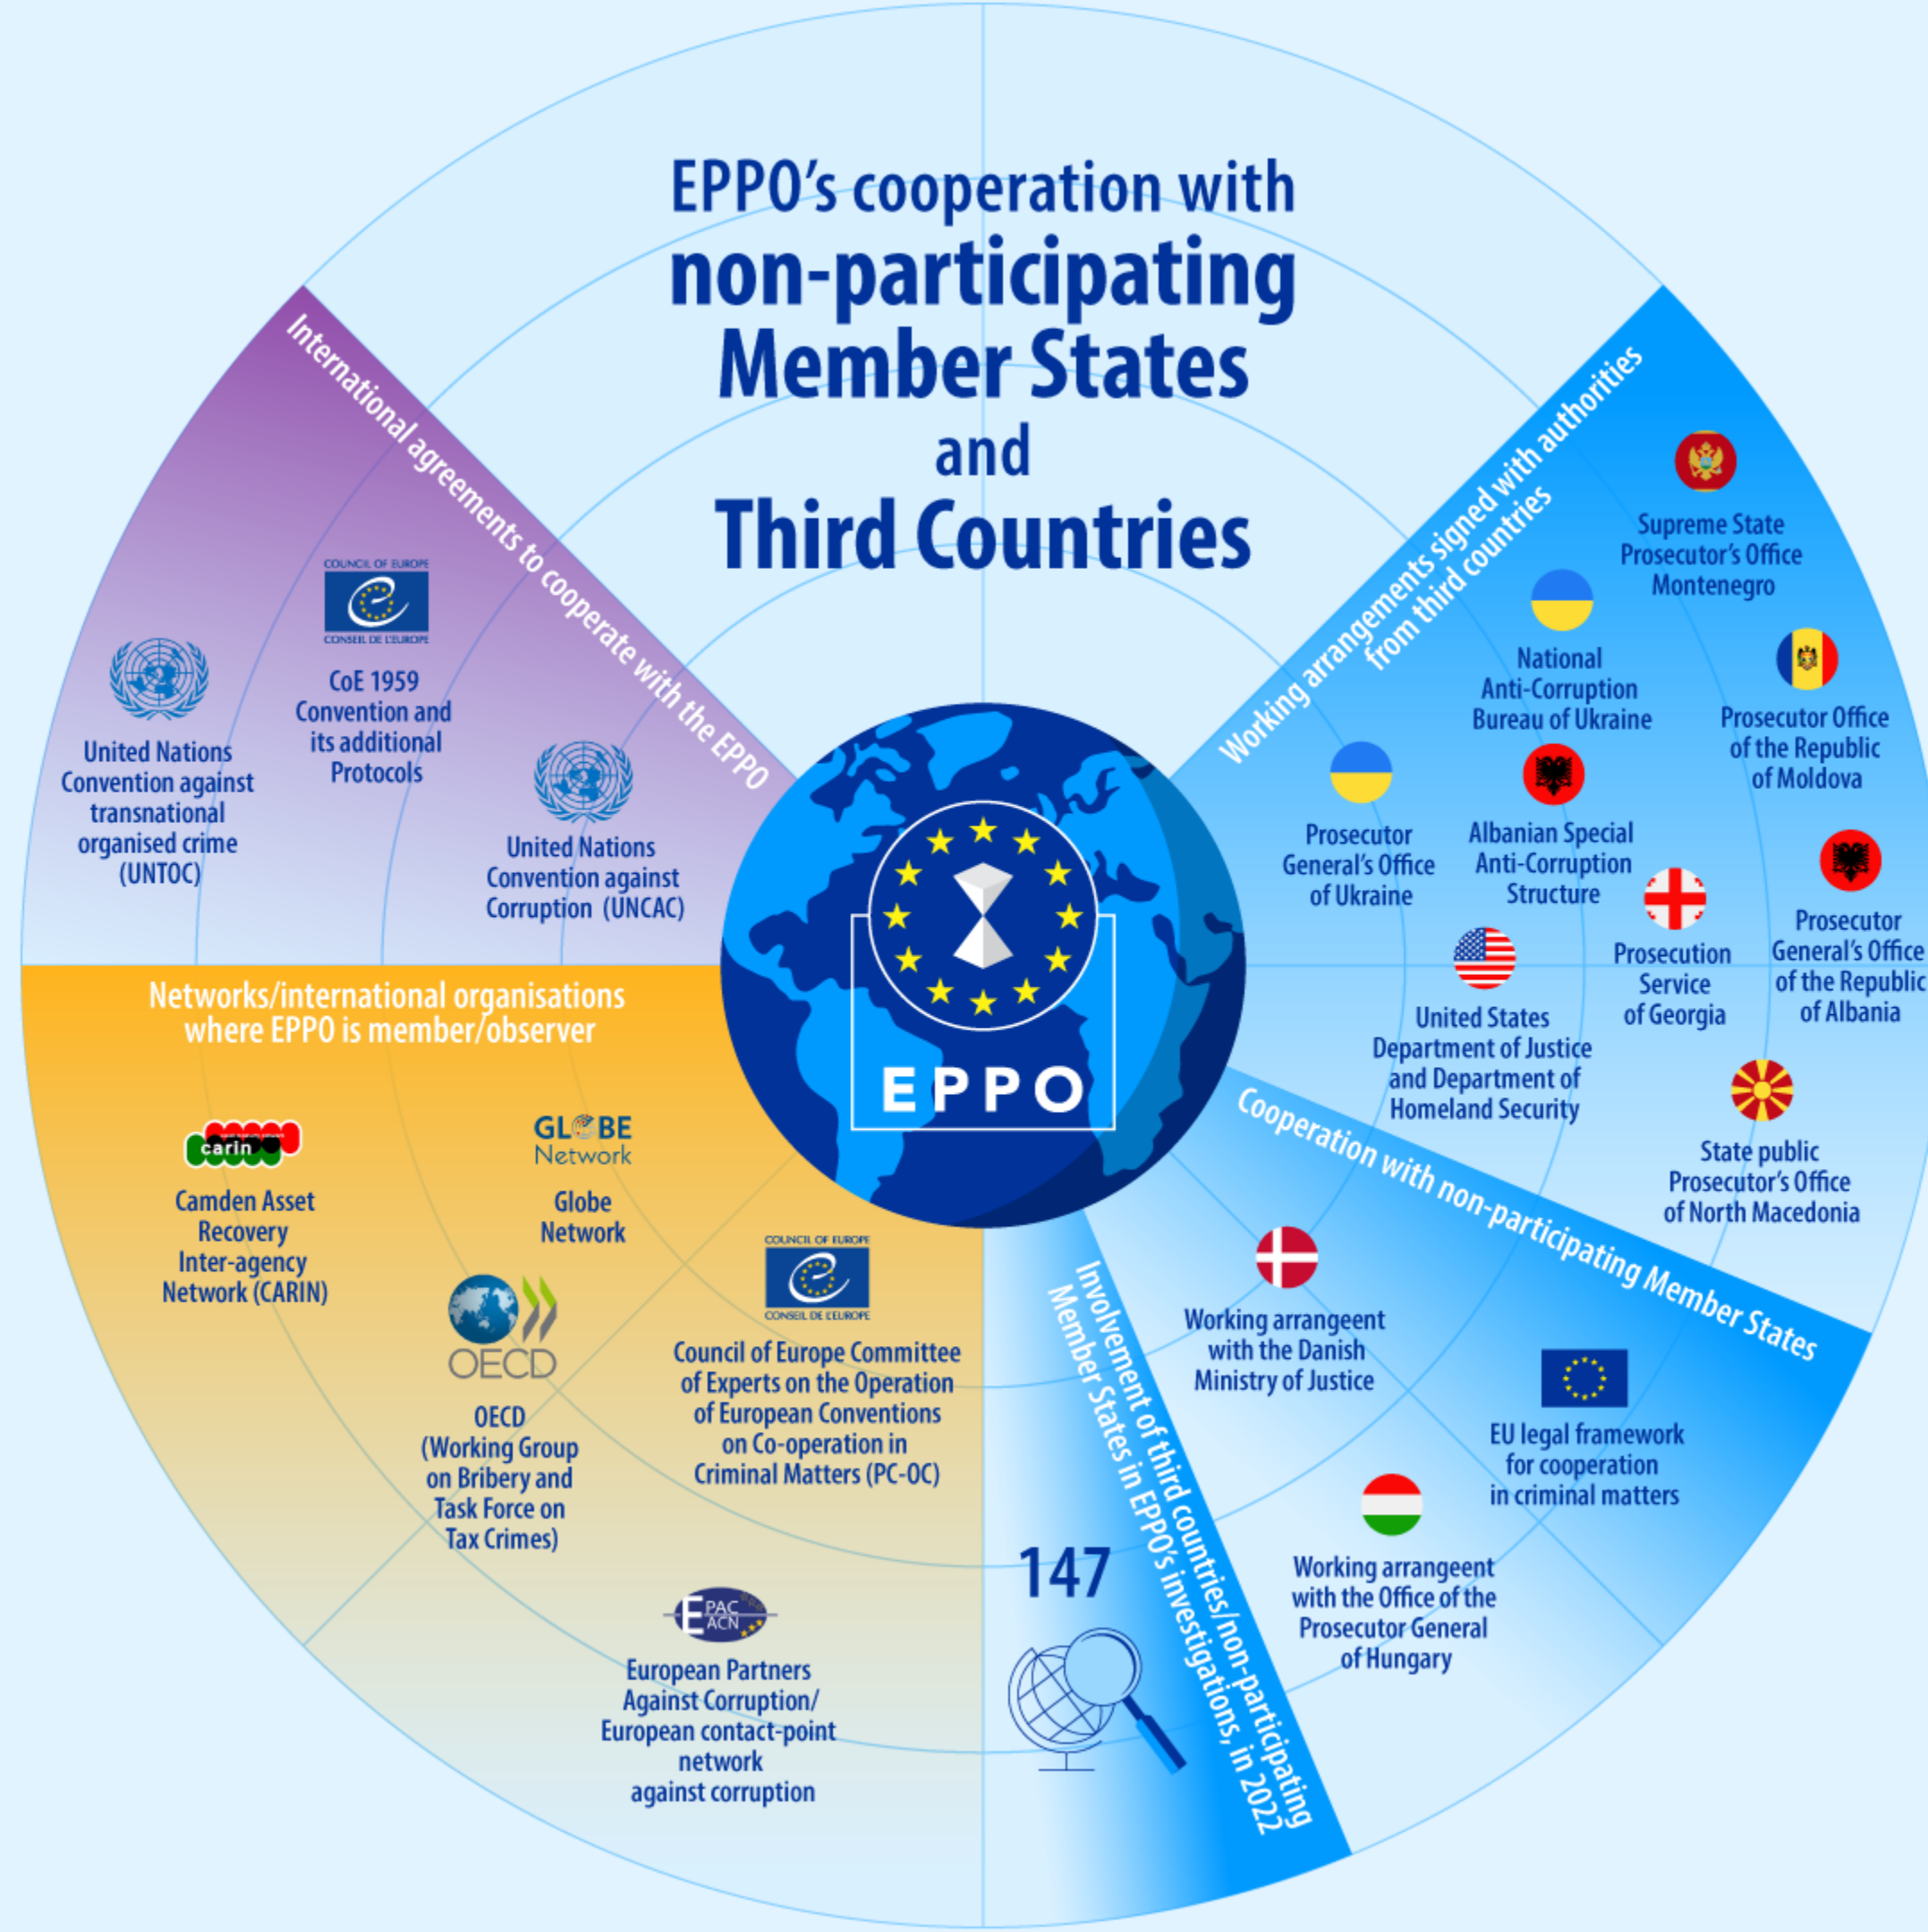 EPPO's cooperation with
non-participating
Member States
and
Third Countries
International agreements to cooperate with the EPPO
COUNCIL OF EUROPE
CONSEIL DE L'EUROPE
CoE 1959
Convention and
its additional
Protocols
United Nations
Convention against
transnational
organised crime
(UNTOC)
United Nations
Convention against
Corruption (UNCAC)
Working arrangements signed with authorities
from third countries
Supreme State
Prosecutor's Office
Montenegro
National
Anti-Corruption
Bureau of Ukraine
Prosecutor Office
of the Republic
of Moldova
Prosecutor
General's Office
of Ukraine
Albanian Special
Anti-Corruption
Structure
Prosecutor
General's Office
of the Republic
of Albania
Prosecution
Service
of Georgia
United States
Department of Justice
and Department of
Homeland Security
State public
Prosecutor's Office
of North Macedonia
EPPO
Networks/international organisations
where EPPO is member/observer
carin
Camden Asset
Recovery
Inter-agency
Network (CARIN)
GLOBE
Network
Globe
Network
OECD
OECD
(Working Group
on Bribery and
Task Force on
Tax Crimes)
COUNCIL OF EUROPE
CONSEIL DE L'EUROPE
Council of Europe Committee
of Experts on the Operation
of European Conventions
on Co-operation in
Criminal Matters (PC-OC)
EPAC
EACN
European Partners
Against Corruption/
European contact-point
network
against corruption
Involvement of third countries/non-participating
Member States in EPPO's investigations, in 2022
147
Cooperation with non-participating Member States
Working arrangeent
with the Danish
Ministry of Justice
EU legal framework
for cooperation
in criminal matters
Working arrangeent
with the Office of the
Prosecutor General
of Hungary